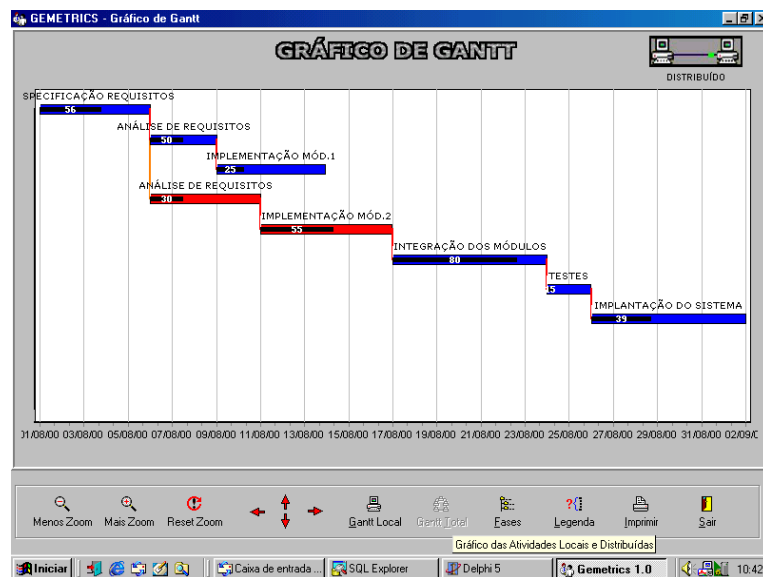 GEMETRICS - Gráfico de Gantt
GRÁFICO DE GANTT
DISTRIBUÍDO
SPECIFICAÇÃO REQUISITOS
56
ANÁLISE DE REQUISITOS
50
IMPLEMENTAÇÃO MÓD.1
25
ANÁLISE DE REQUISITOS
30
IMPLEMENTAÇÃO MÓD.2
55
INTEGRAÇÃO DOS MÓDULOS
80
TESTES
IMPLANTAÇÃO DO SISTEMA
39
01/08/00 03/08/00 05/08/00 07/08/00 09/08/00 11/08/00 13/08/00 15/08/00 17/08/00 19/08/00 21/08/00 23/08/00 25/08/00 27/08/00 29/08/00 31/08/00 02/09/0
Menos Zoom Mais Zoom Reset Zoom Gantt Local Gantt Total Fases Legenda Imprimir Sair
Gráfico das Atividades Locais e Distribuídas
Iniciar Caixa de entrada ... SQL Explorer Delphi 5 Gemetrics 1.0 10:42